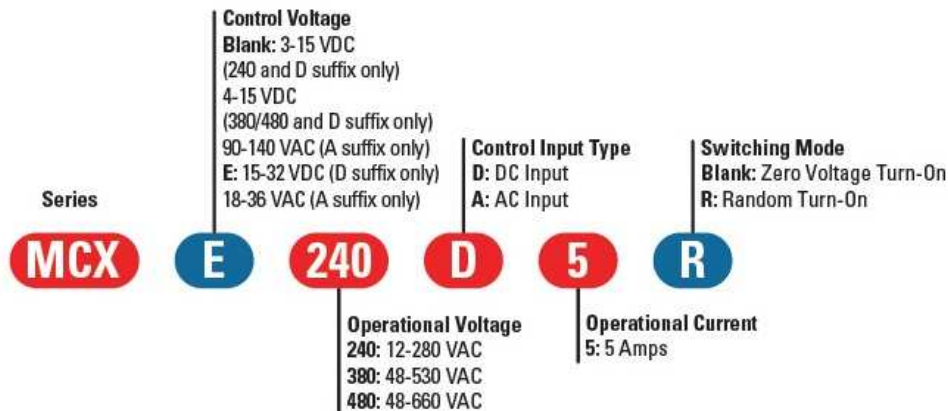 Control Voltage
Blank: 3-15 VDC
(240 and D suffix only)
4-15 VDC
(380/480 and D suffix only)
90-140 VAC (A suffix only)
E: 15-32 VDC (D suffix only)
18-36 VAC (A suffix only)
Control Input Type
D: DC Input
A: AC Input
Switching Mode
Blank: Zero Voltage Turn-On
R: Random Turn-On
Series
MCX E 240 D 5 R
Operational Voltage
240: 12-280 VAC
380: 48-530 VAC
480: 48-660 VAC
Operational Current
5: 5 Amps